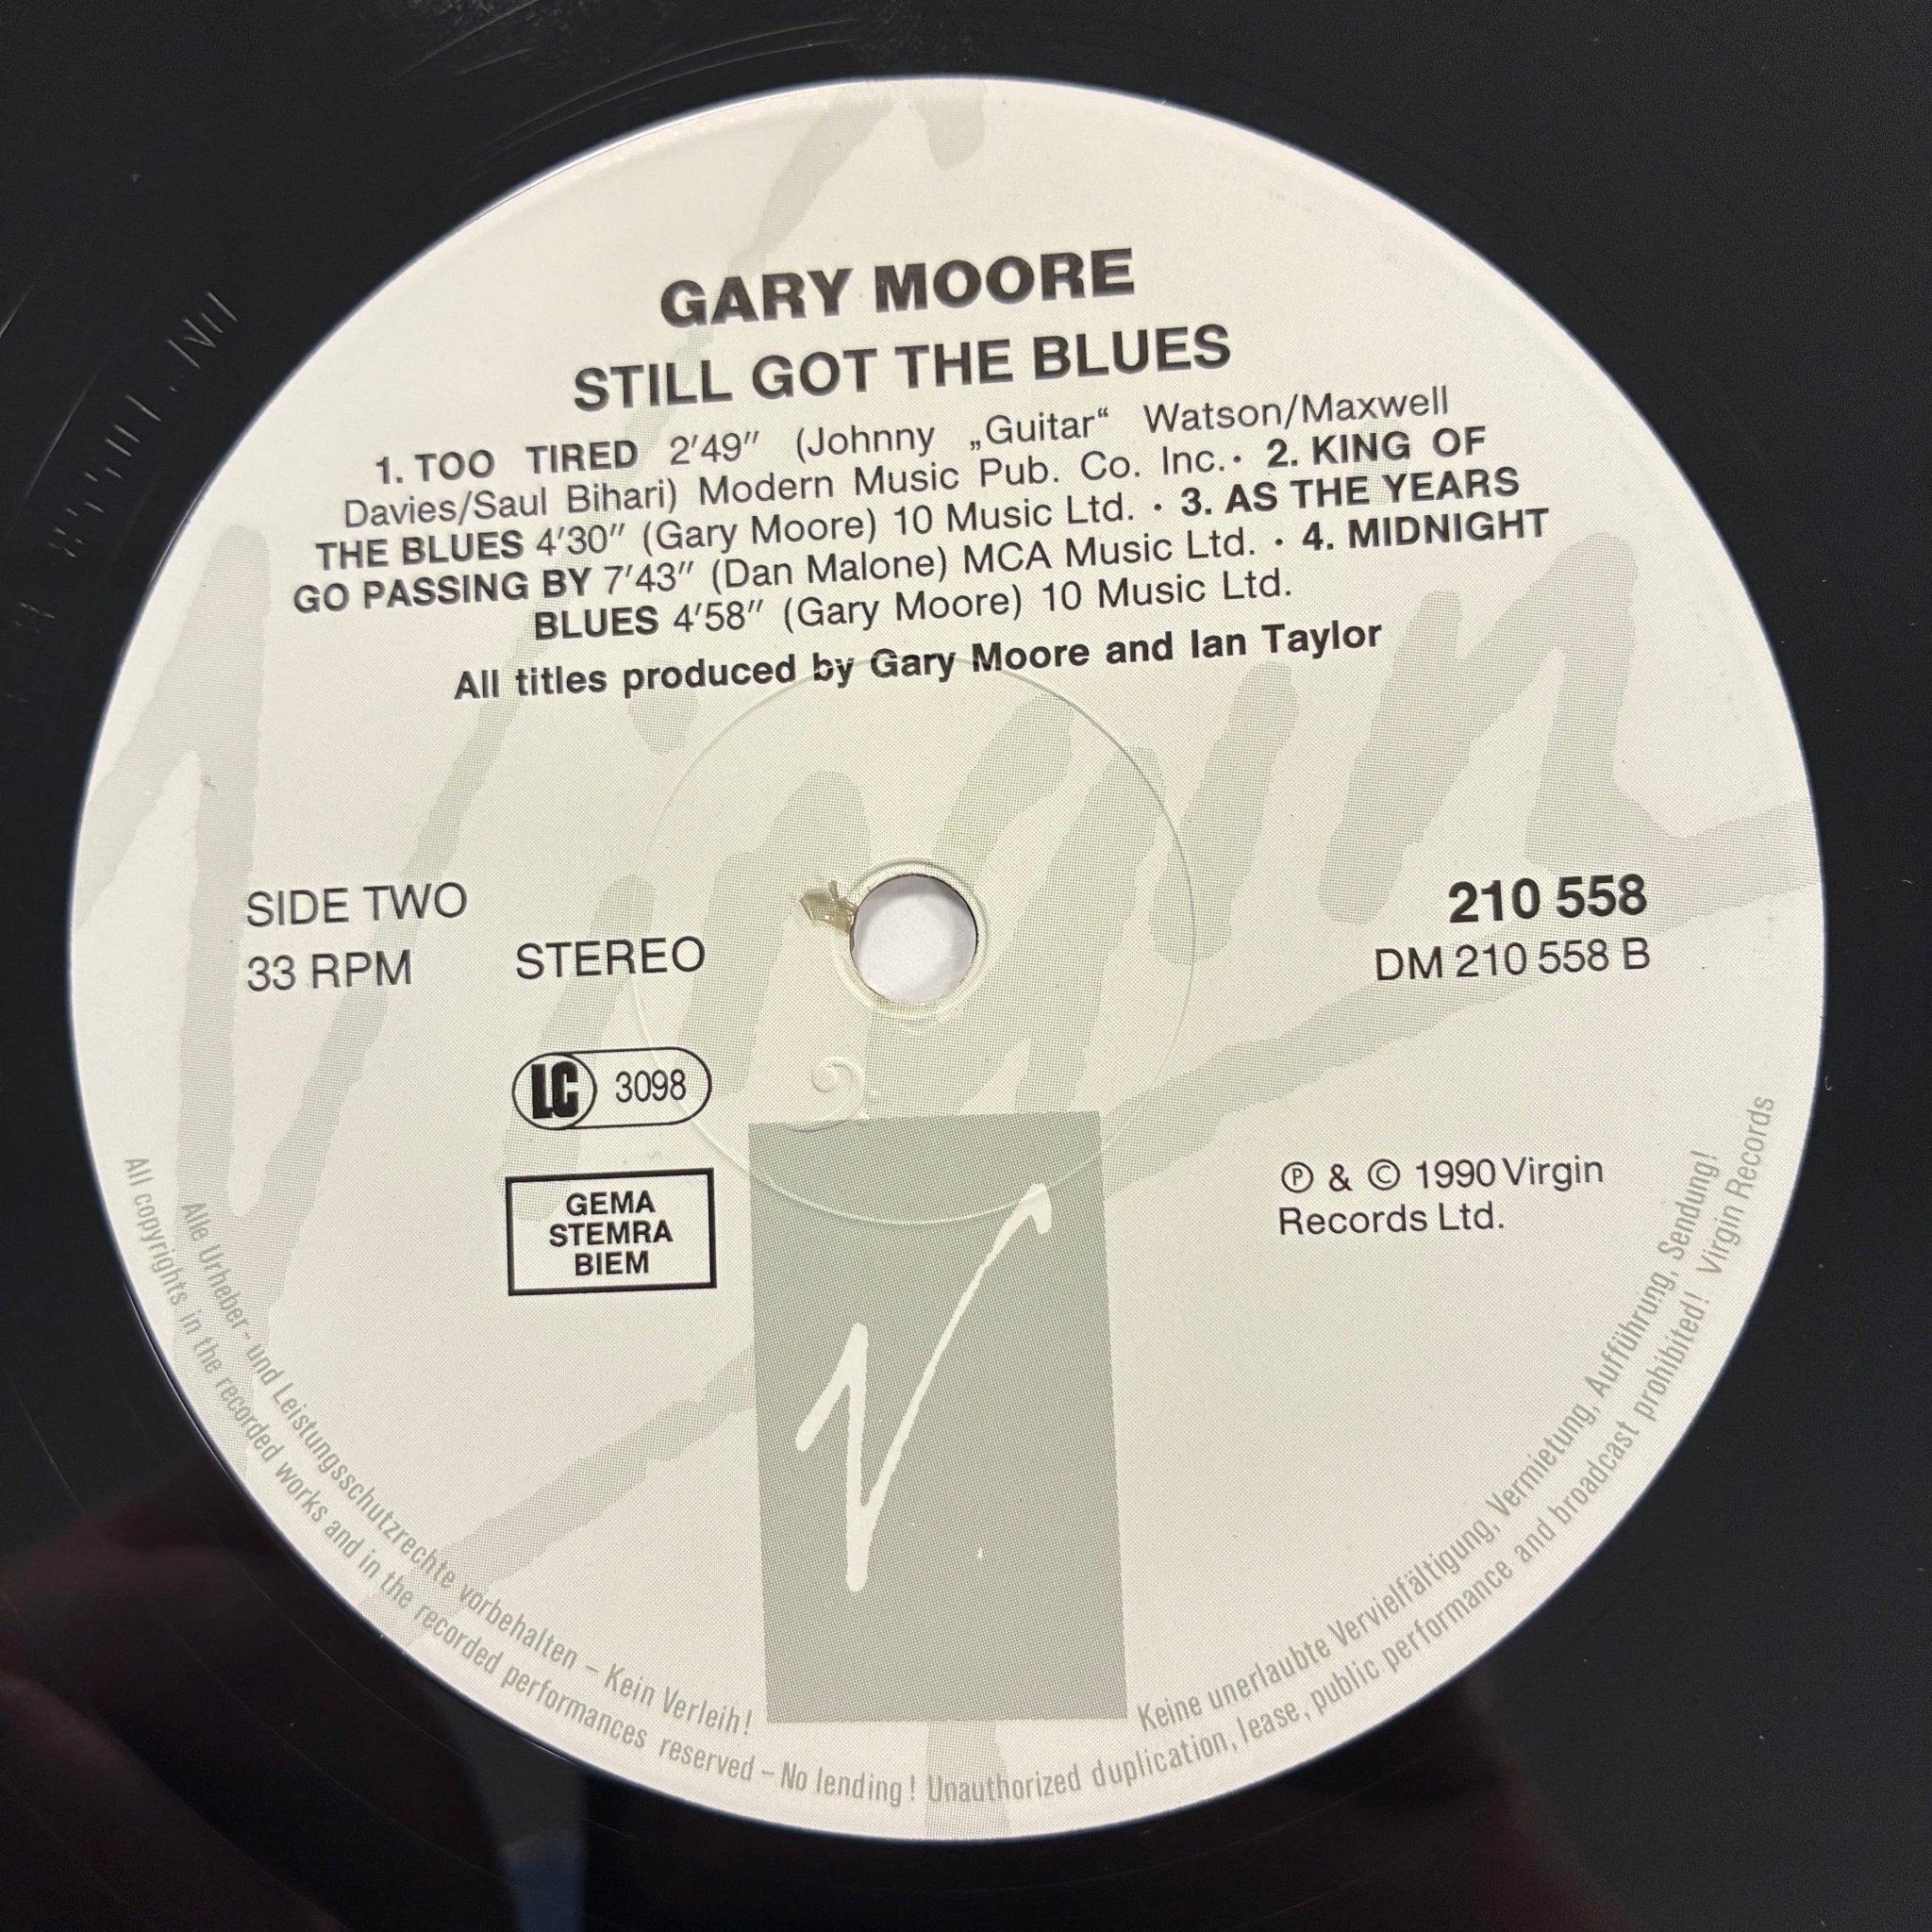 GARY MOORE
STILL GOT THE BLUES
1. TOO TIRED 2'49" (Johnny „Guitar“ Watson/Maxwell
Davies/Saul Bihari) Modern Music Pub. Co. Inc. • 2. KING OF
THE BLUES 4'30" (Gary Moore) 10 Music Ltd. • 3. AS THE YEARS
GO PASSING BY 7'43" (Dan Malone) MCA Music Ltd. • 4. MIDNIGHT
BLUES 4'58" (Gary Moore) 10 Music Ltd.
All titles produced by Gary Moore and Ian Taylor
SIDE TWO
33 RPM
STEREO
210 558
DM 210 558 B
LC 3098
GEMA
STEMRA
BIEM
Ⓟ & © 1990 Virgin
Records Ltd.
Virgin
V
Alle Urheber- und Leistungsschutzrechte vorbehalten – Kein Verleih! Keine unerlaubte Vervielfältigung, Vermietung, Aufführung, Sendung!
All copyrights in the recorded works and in the recorded performances reserved – No lending! Unauthorized duplication, lease, public performance and broadcast prohibited! Virgin Records